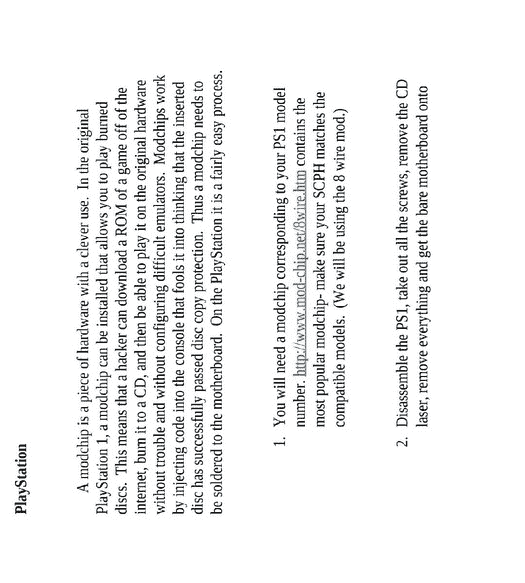 PlayStation
A modchip is a piece of hardware with a clever use. In the original
PlayStation 1, a modchip can be installed that allows you to play burned
discs. This means that a hacker can download a ROM of a game off of the
internet, burn it to a CD, and then be able to play it on the original hardware
without trouble and without configuring difficult emulators. Modchips work
by injecting code into the console that fools it into thinking that the inserted
disc has successfully passed disc copy protection. Thus a modchip needs to
be soldered to the motherboard. On the PlayStation it is a fairly easy process.
1. You will need a modchip corresponding to your PS1 model
number. http://www.mod-chip.net/8wire.htm contains the
most popular modchip- make sure your SCPH matches the
compatible models. (We will be using the 8 wire mod.)
2. Disassemble the PS1, take out all the screws, remove the CD
laser, remove everything and get the bare motherboard onto